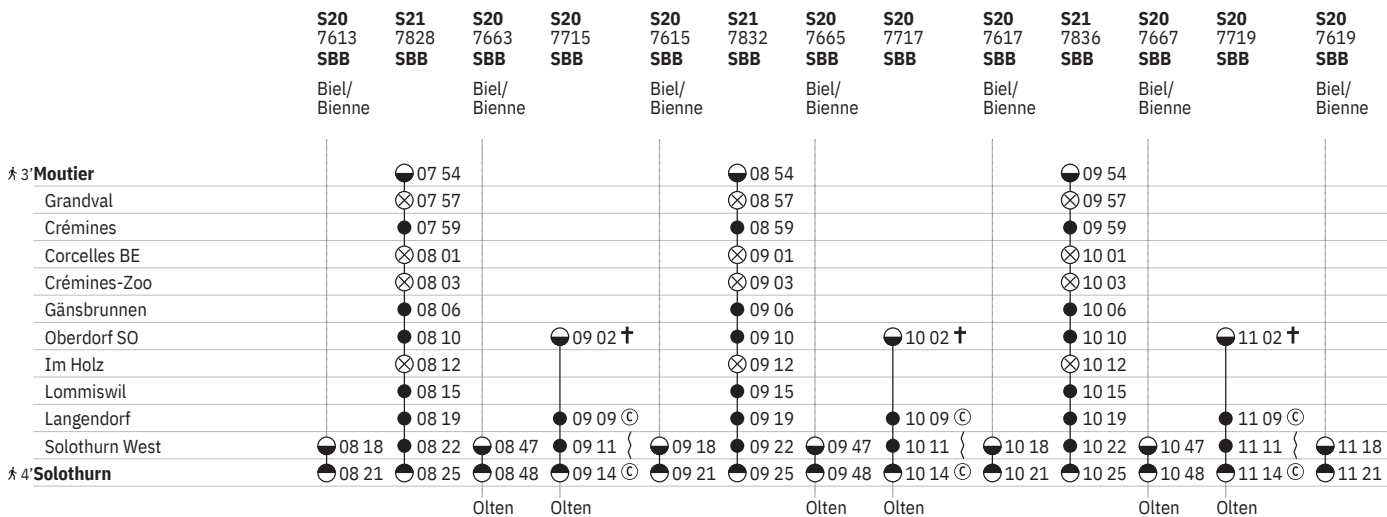 S20 S21 S20 S20 S20 S21 S20 S20 S20 S21 S20 S20 S20
7613 7828 7663 7715 7615 7832 7665 7717 7617 7836 7667 7719 7619
SBB SBB SBB SBB SBB SBB SBB SBB SBB SBB SBB SBB SBB
Biel/ Biel/ Biel/ Biel/ Biel/ Biel/ Biel/
Bienne Bienne Bienne Bienne Bienne Bienne Bienne
3' Moutier 07 54 08 54 09 54
Grandval 07 57 08 57 09 57
Crémines 07 59 08 59 09 59
Corcelles BE 08 01 09 01 10 01
Crémines-Zoo 08 03 09 03 10 03
Gänsbrunnen 08 06 09 06 10 06
Oberdorf SO 08 10 09 02 ✝ 09 10 10 02 ✝ 10 10 11 02 ✝
Im Holz 08 12 09 12 10 12
Lommiswil 08 15 09 15 10 15
Langendorf 08 19 09 09 Ⓒ 09 19 10 09 Ⓒ 10 19 11 09 Ⓒ
Solothurn West 08 18 08 22 08 47 09 11 09 18 09 22 09 47 10 11 10 18 10 22 10 47 11 11 11 18
4' Solothurn 08 21 08 25 08 48 09 14 Ⓒ 09 21 09 25 09 48 10 14 Ⓒ 10 21 10 25 10 48 11 14 Ⓒ 11 21
Olten Olten Olten Olten Olten Olten